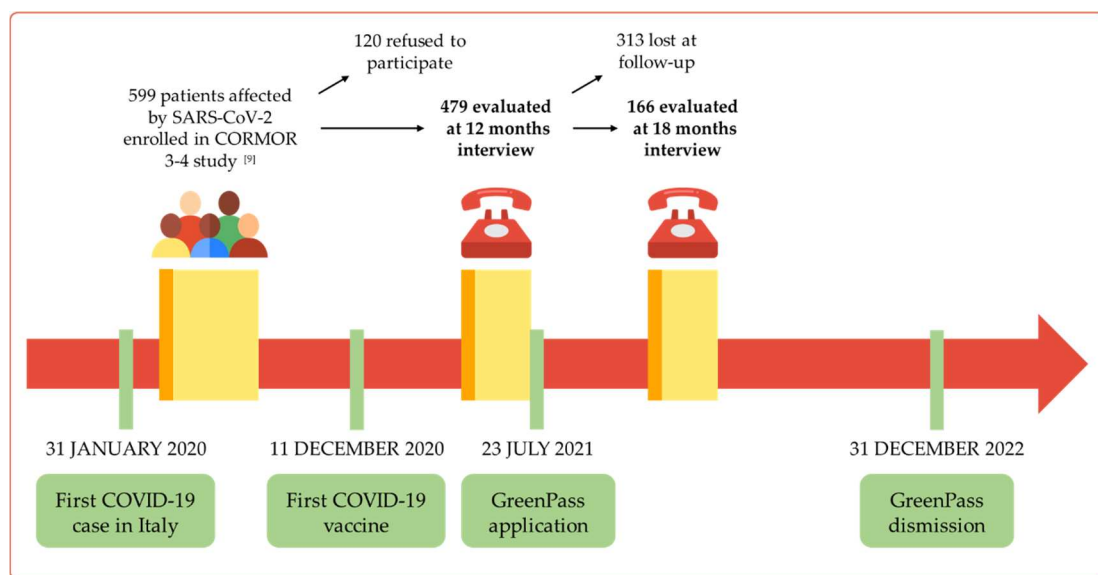 120 refused to
participate
313 lost at
follow-up
599 patients affected
by SARS-CoV-2
enrolled in CORMOR
3-4 study [9]
479 evaluated
at 12 months
interview
166 evaluated
at 18 months
interview
31 JANUARY 2020
11 DECEMBER 2020
23 JULY 2021
31 DECEMBER 2022
First COVID-19
case in Italy
First COVID-19
vaccine
GreenPass
application
GreenPass
dismission